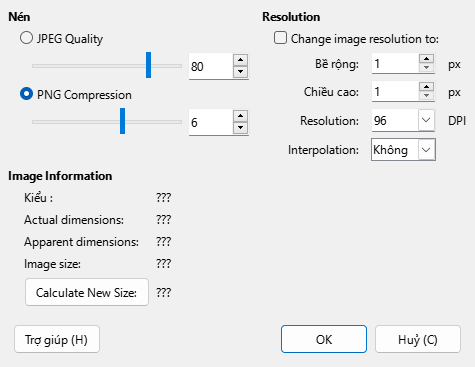 Nén
JPEG Quality
80
PNG Compression
6
Resolution
Change image resolution to:
Bề rộng: 1 px
Chiều cao: 1 px
Resolution: 96 DPI
Interpolation: Không
Image Information
Kiểu : ???
Actual dimensions: ???
Apparent dimensions: ???
Image size: ???
Calculate New Size: ???
Trợ giúp (H)
OK
Huỷ (C)